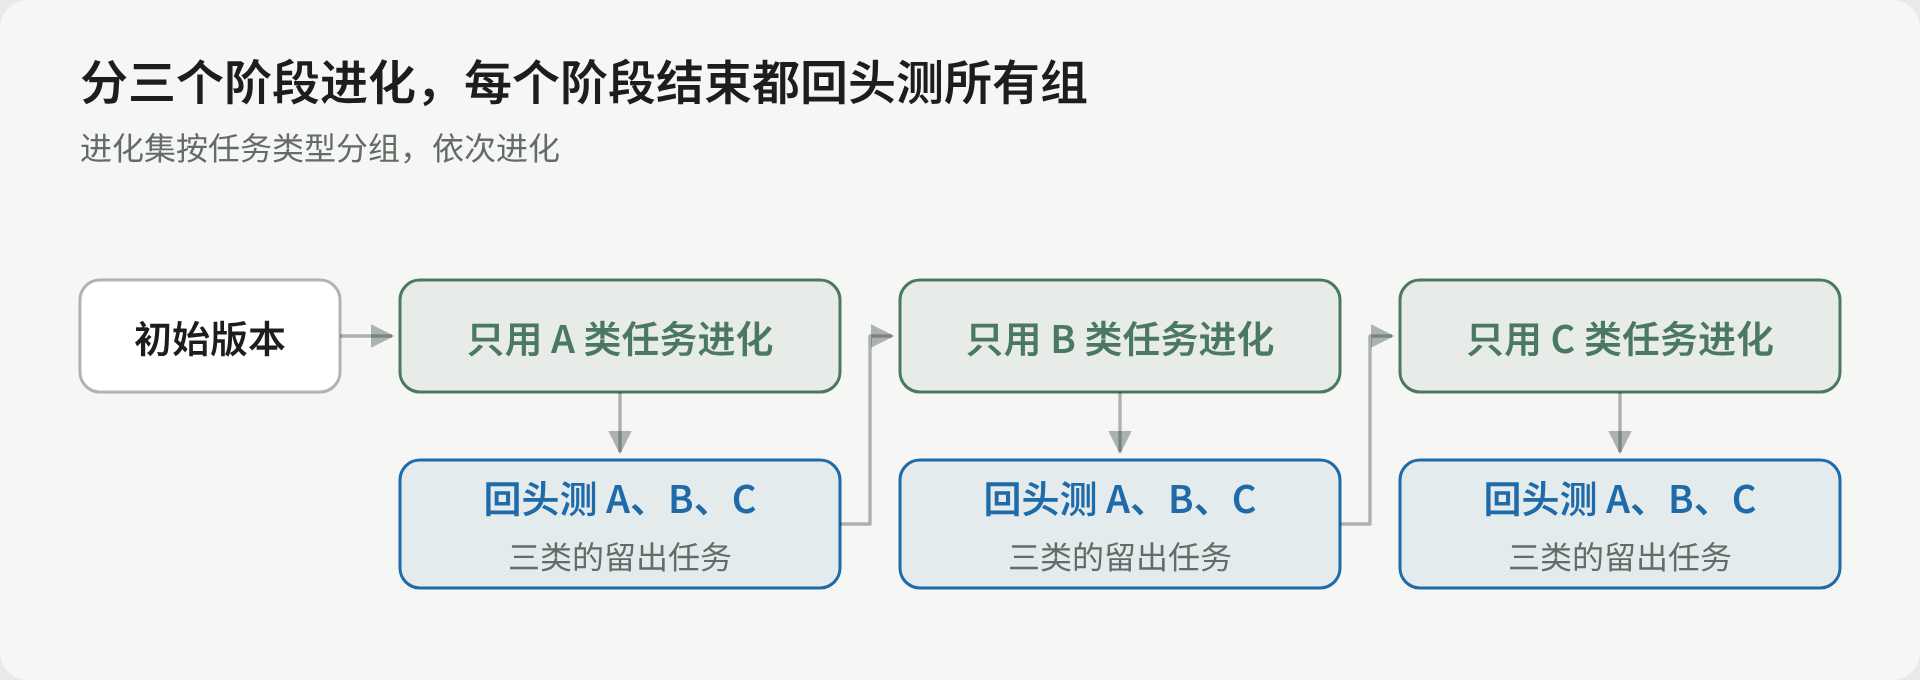 分三个阶段进化，每个阶段结束都回头测所有组
进化集按任务类型分组，依次进化
初始版本
只用 A 类任务进化
只用 B 类任务进化
只用 C 类任务进化
回头测 A、B、C
三类的留出任务
回头测 A、B、C
三类的留出任务
回头测 A、B、C
三类的留出任务